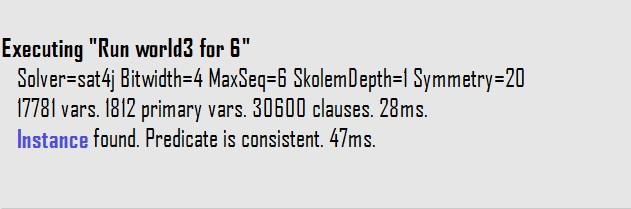 Executing "Run world3 for 6"
Solver=sat4j Bitwidth=4 MaxSeq=6 SkolemDepth=1 Symmetry=20
17781 vars. 1812 primary vars. 30600 clauses. 28ms.
Instance found. Predicate is consistent. 47ms.